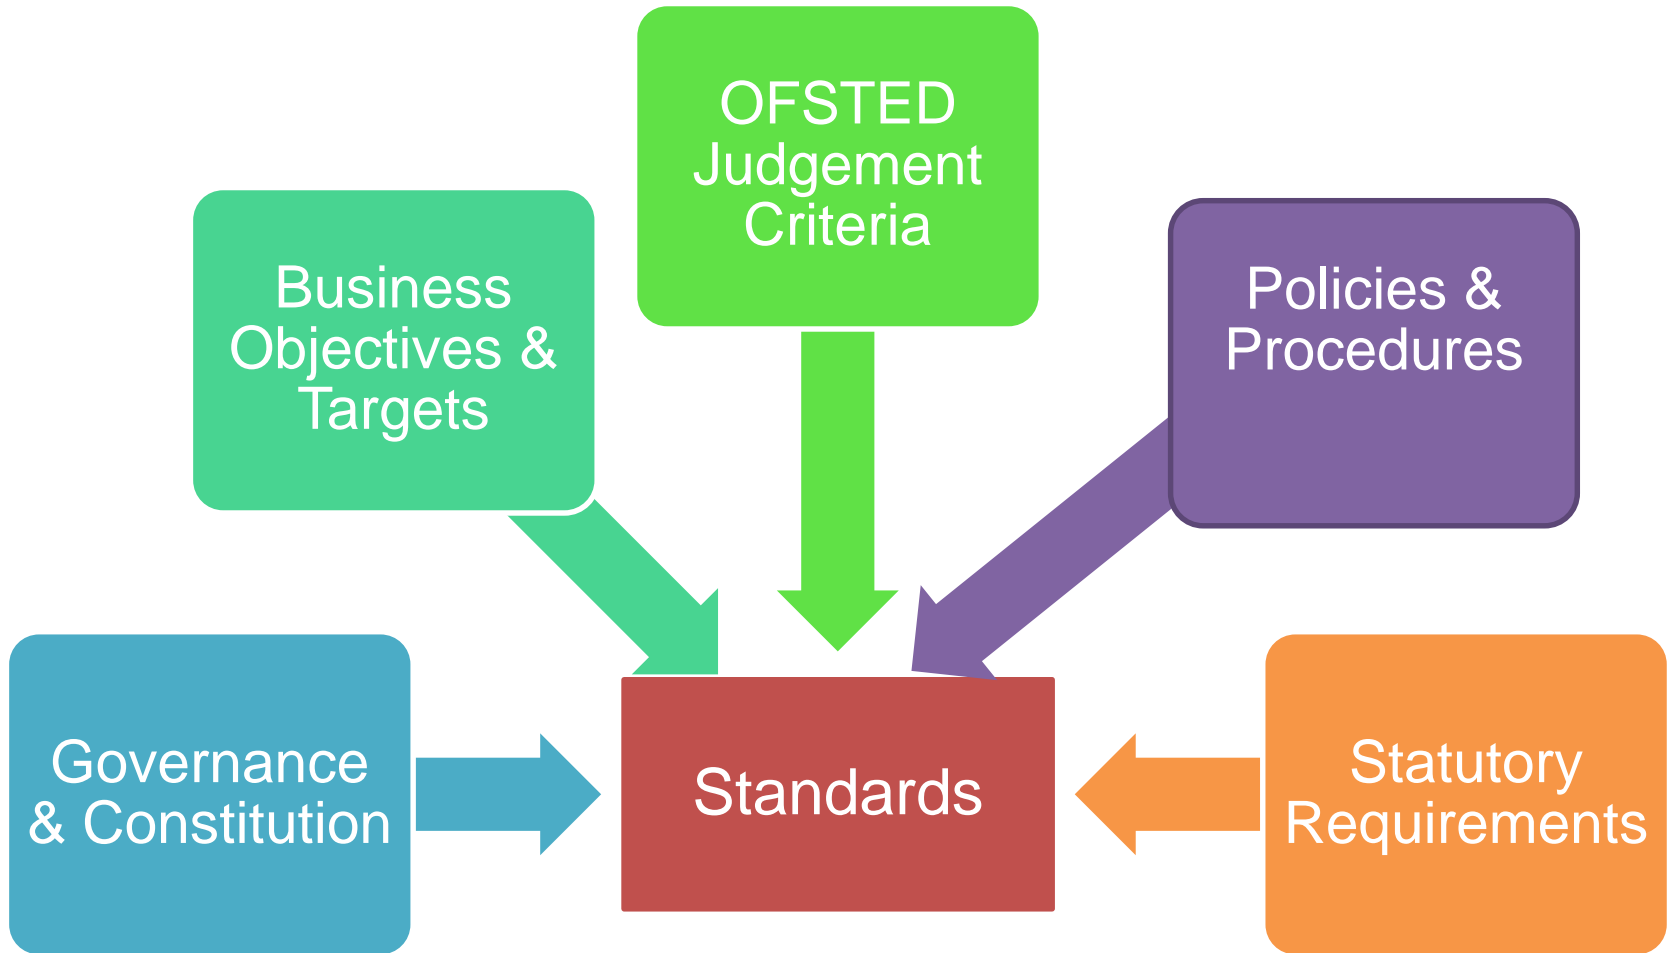 OFSTED
Judgement
Criteria
Business
Objectives &
Targets
Policies &
Procedures
Governance
& Constitution
Standards
Statutory
Requirements